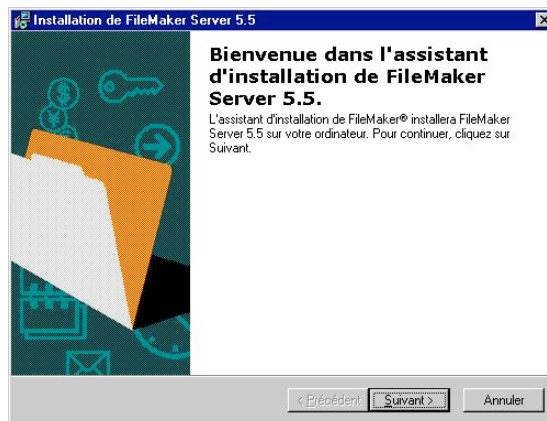 Installation de FileMaker Server 5.5
Bienvenue dans l'assistant
d'installation de FileMaker
Server 5.5.
L'assistant d'installation de FileMaker® installera FileMaker
Server 5.5 sur votre ordinateur. Pour continuer, cliquez sur
Suivant.
< Précédent
Suivant >
Annuler